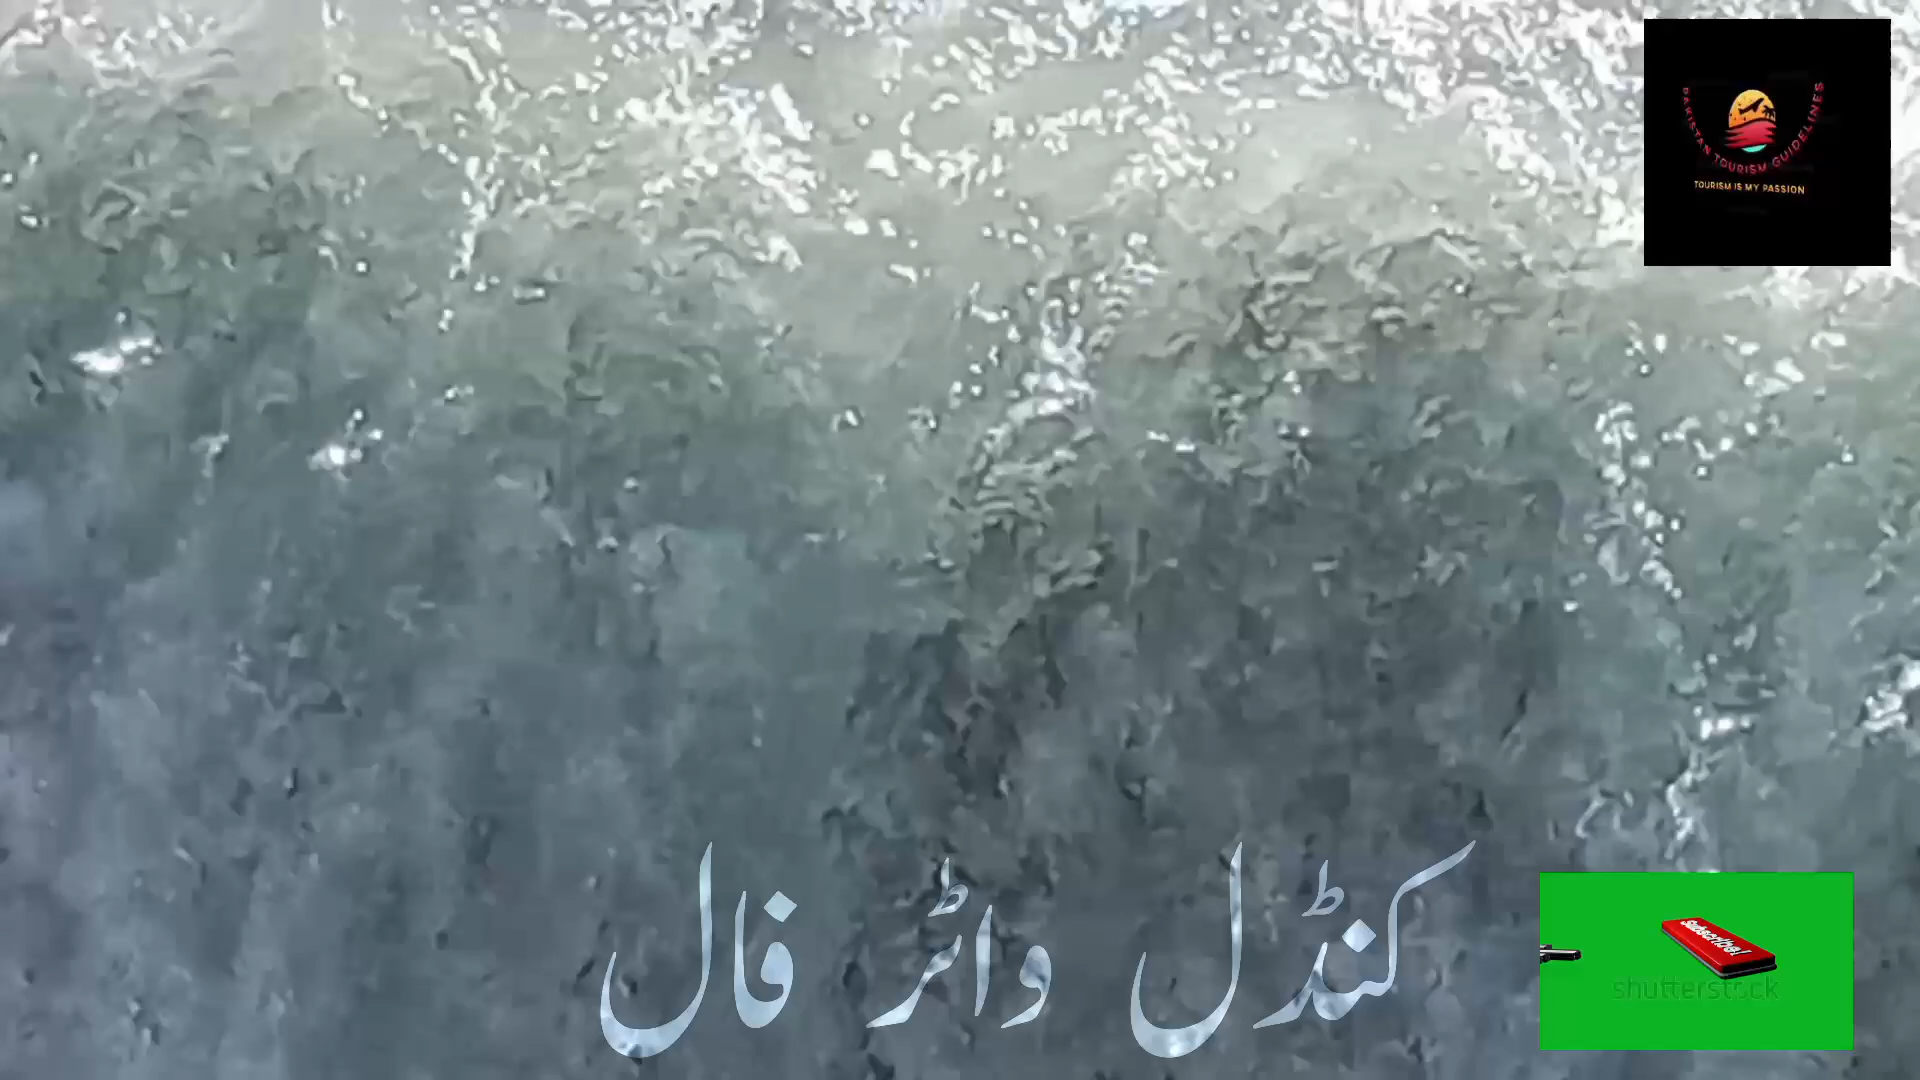 PAKISTAN TOURISM GUIDELINES
TOURISM IS MY PASSION
کنڈل واٹر فال
Subscribe!
shutterstock